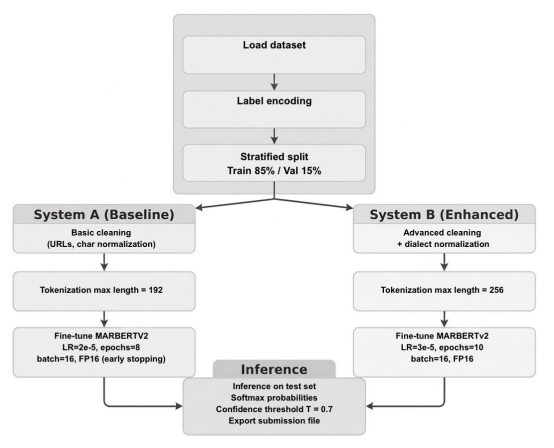 Load dataset
Label encoding
Stratified split
Train 85% / Val 15%
System A (Baseline)
Basic cleaning
(URLs, char normalization)
Tokenization max length = 192
Fine-tune MARBERTV2
LR=2e-5, epochs=8
batch=16, FP16 (early stopping)
System B (Enhanced)
Advanced cleaning
+ dialect normalization
Tokenization max length = 256
Fine-tune MARBERTv2
LR=3e-5, epochs=10
batch=16, FP16
Inference
Inference on test set
Softmax probabilities
Confidence threshold T = 0.7
Export submission file